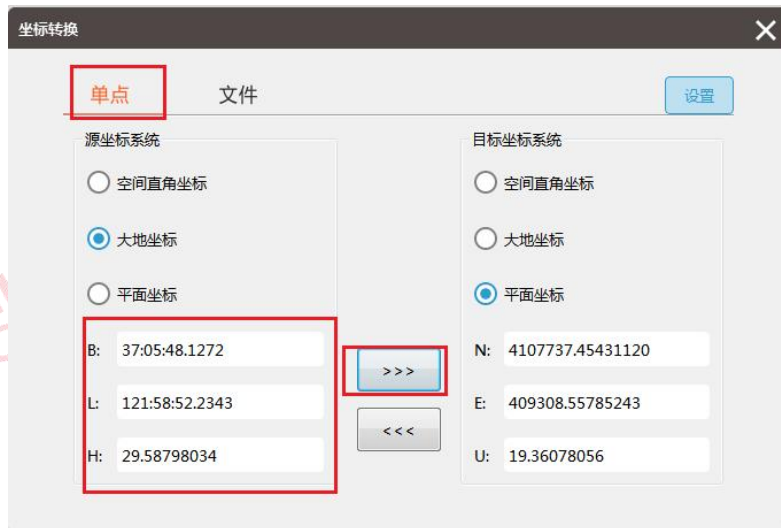 坐标转换
单点
文件
设置
源坐标系统
空间直角坐标
大地坐标
平面坐标
B: 37:05:48.1272
L: 121:58:52.2343
H: 29.58798034
>>>
<<<
目标坐标系统
空间直角坐标
大地坐标
平面坐标
N: 4107737.45431120
E: 409308.55785243
U: 19.36078056